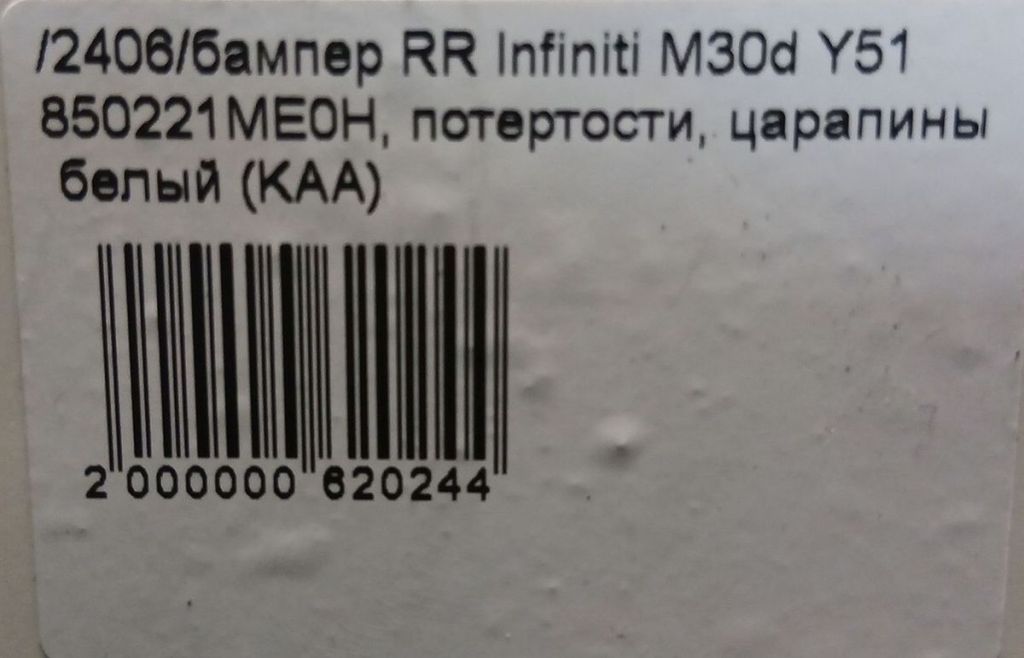 /2406/бампер RR Infiniti M30d Y51
850221ME0H, потертости, царапины
белый (KAA)
2 000000 620244